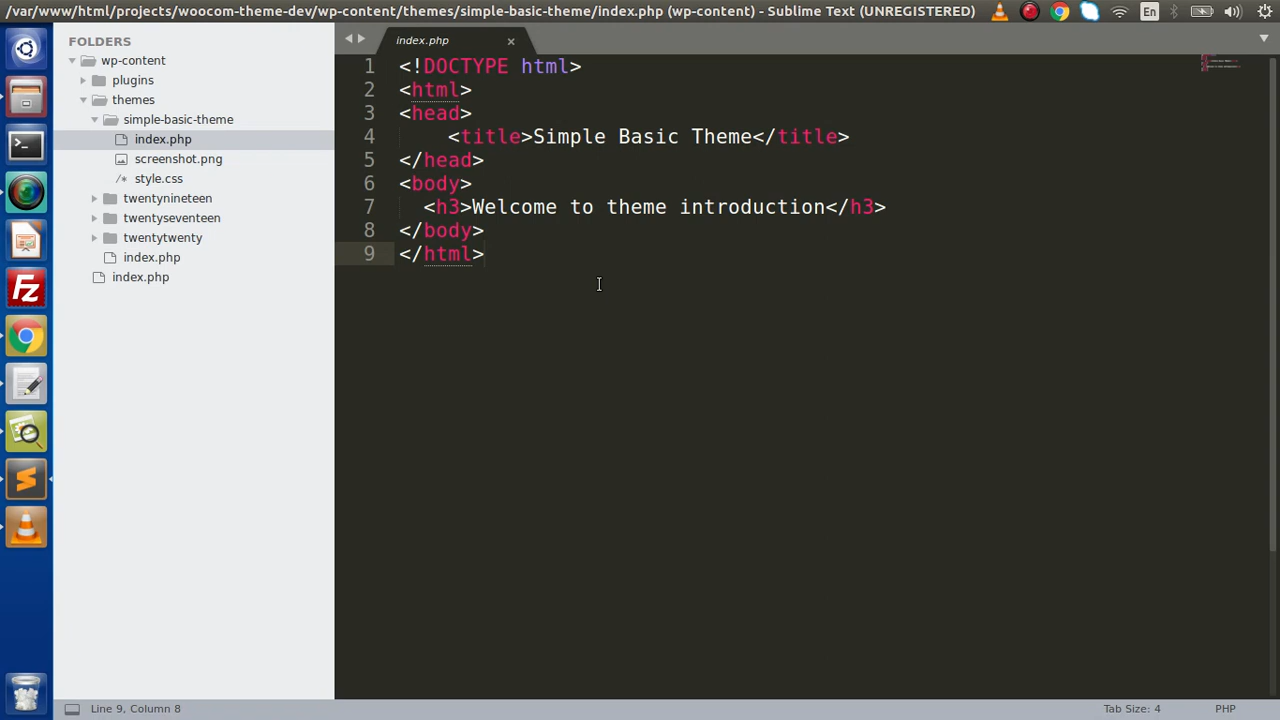 /var/www/html/projects/woocom-theme-dev/wp-content/themes/simple-basic-theme/index.php (wp-content) - Sublime Text (UNREGISTERED)
En
FOLDERS
wp-content
plugins
themes
simple-basic-theme
index.php
screenshot.png
/* style.css
twentynineteen
twentyseventeen
twentytwenty
index.php
index.php
index.php ×
1 <!DOCTYPE html>
2 <html>
3 <head>
4 <title>Simple Basic Theme</title>
5 </head>
6 <body>
7 <h3>Welcome to theme introduction</h3>
8 </body>
9 </html>
Fz
Line 9, Column 8
Tab Size: 4
PHP